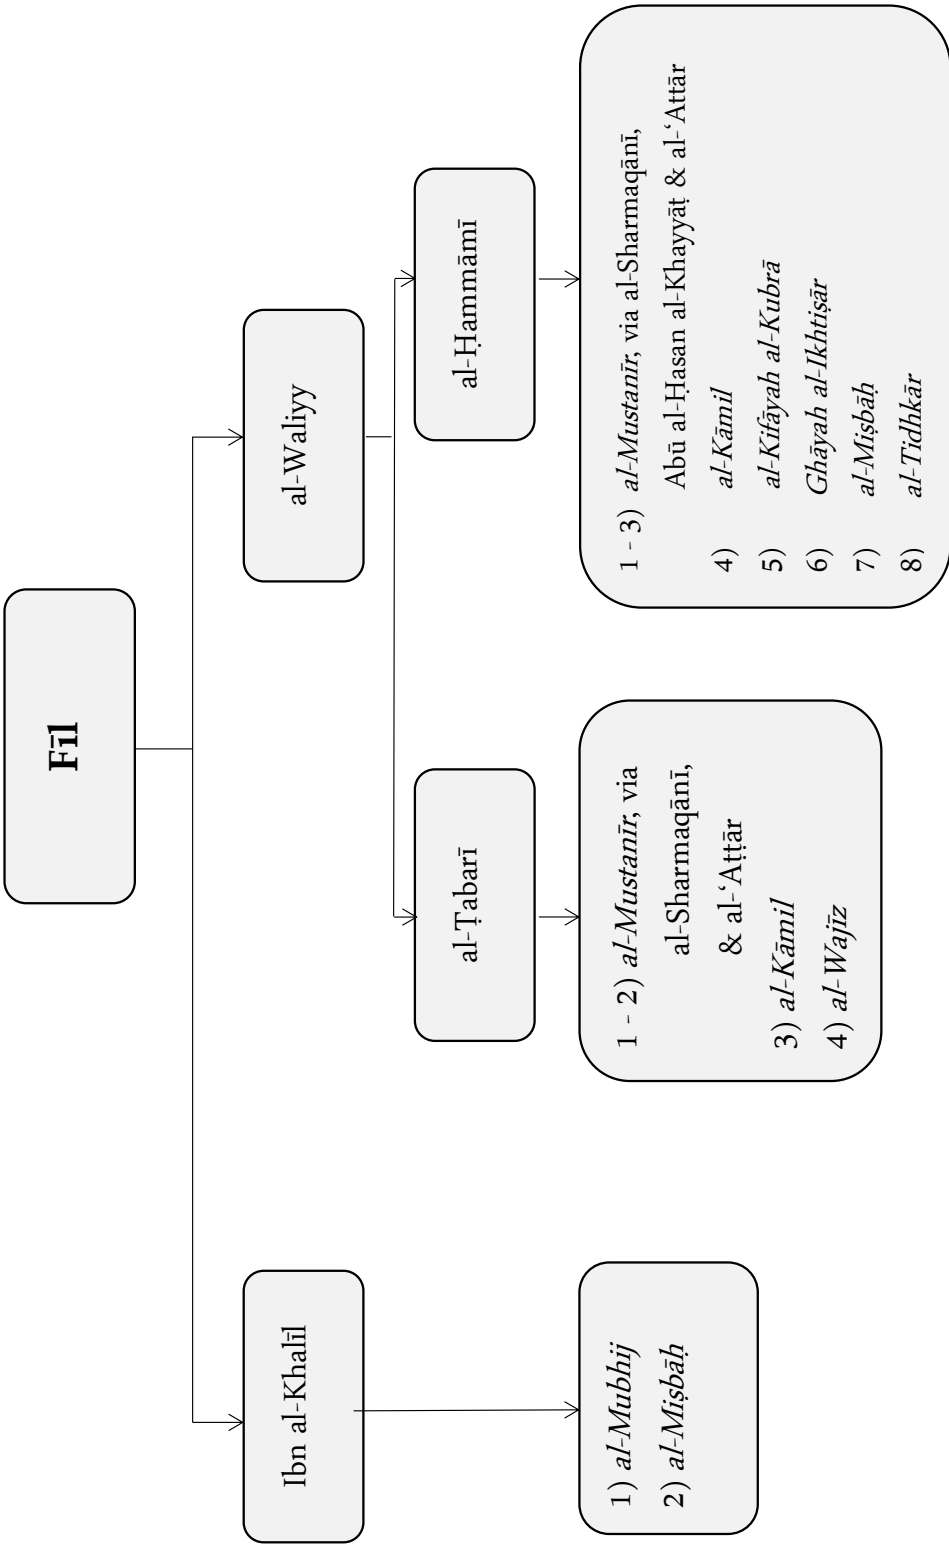 Fīl
Ibn al-Khalīl
al-Waliyy
al-Ṭabarī
al-Ḥammāmī
1) al-Mubhij
2) al-Miṣbāḥ
1 - 2) al-Mustanīr, via
al-Sharmaqānī,
& al-‘Aṭṭār
3) al-Kāmil
4) al-Wajīz
1 - 3) al-Mustanīr, via al-Sharmaqānī,
Abū al-Ḥasan al-Khayyāṭ & al-‘Attār
4) al-Kāmil
5) al-Kifāyah al-Kubrā
6) Ghāyah al-Ikhtiṣār
7) al-Miṣbāḥ
8) al-Tidhkār